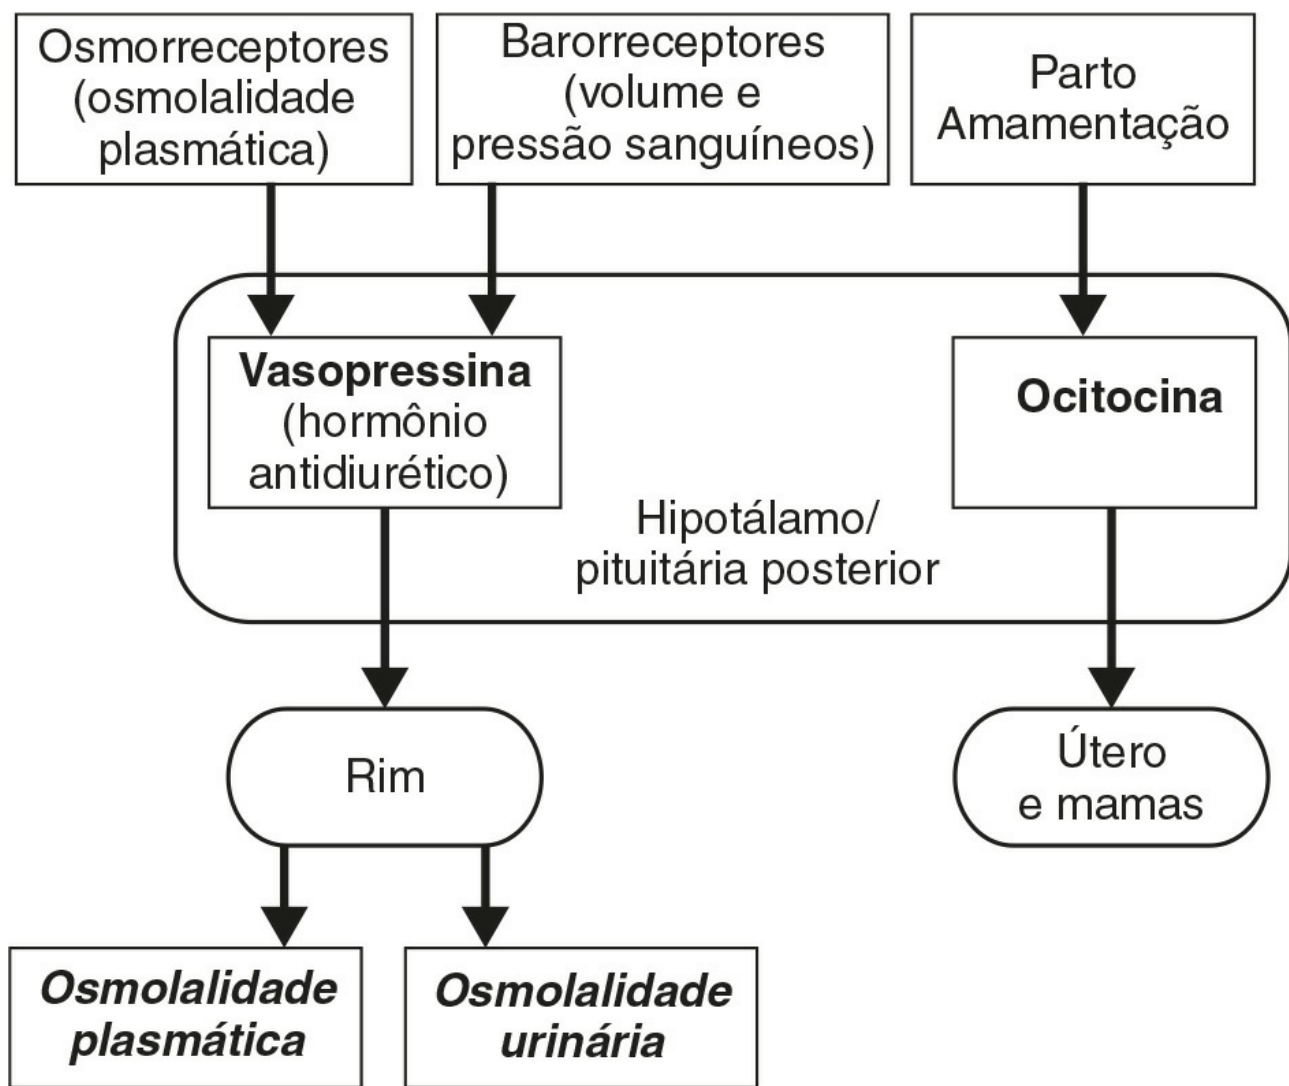 Osmorreceptores
(osmolalidade
plasmática)
Barorreceptores
(volume e
pressão sanguíneos)
Parto
Amamentação
Vasopressina
(hormônio
antidiurético)
Ocitocina
Hipotálamo/
pituitária posterior
Rim
Útero
e mamas
Osmolalidade
plasmática
Osmolalidade
urinária